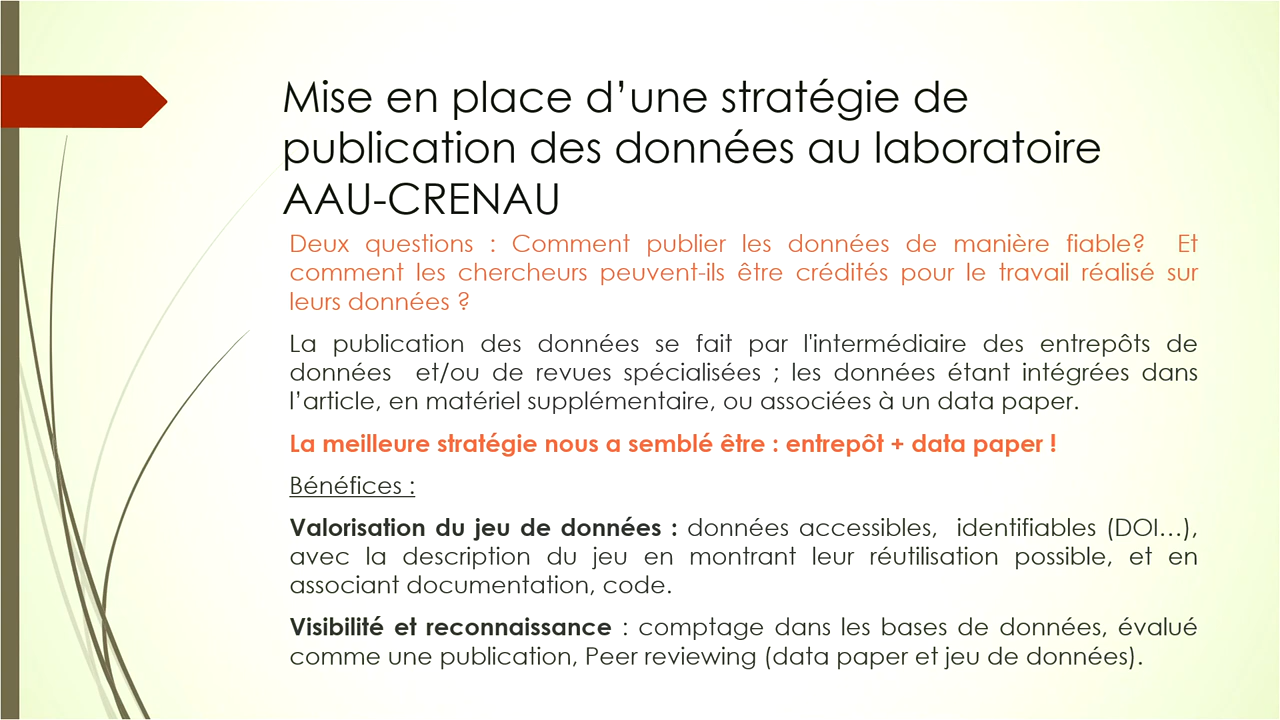 Mise en place d’une stratégie de
publication des données au laboratoire
AAU-CRENAU
Deux questions : Comment publier les données de manière fiable?  Et
comment les chercheurs peuvent-ils être crédités pour le travail réalisé sur
leurs données ?
La publication des données se fait par l'intermédiaire des entrepôts de
données  et/ou de revues spécialisées ; les données étant intégrées dans
l’article, en matériel supplémentaire, ou associées à un data paper.
La meilleure stratégie nous a semblé être : entrepôt + data paper !
Bénéfices :
Valorisation du jeu de données : données accessibles,  identifiables (DOI…),
avec la description du jeu en montrant leur réutilisation possible, et en
associant documentation, code.
Visibilité et reconnaissance : comptage dans les bases de données, évalué
comme une publication, Peer reviewing (data paper et jeu de données).